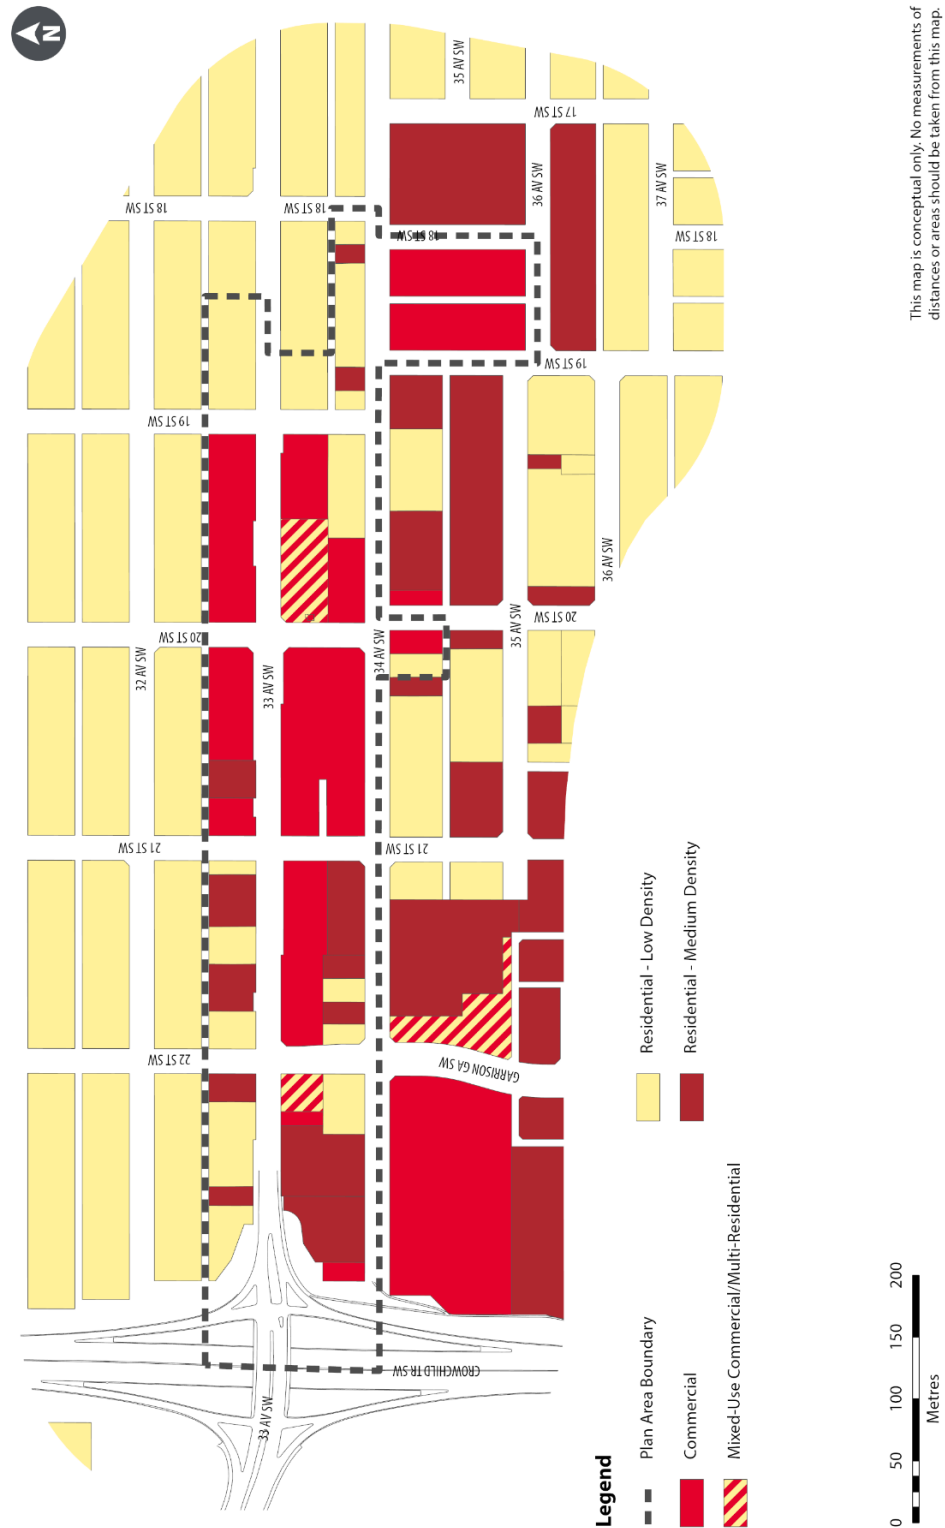 N
35 AV SW
17 ST SW
36 AV SW
37 AV SW
18 ST SW
18 ST SW
18 ST SW
18 ST SW
19 ST SW
19 ST SW
36 AV SW
20 ST SW
20 ST SW
35 AV SW
34 AV SW
32 AV SW
33 AV SW
21 ST SW
21 ST SW
22 ST SW
GARRISON GA SW
CROWCHILD TR SW
33 AV SW
Legend
Plan Area Boundary
Commercial
Mixed-Use Commercial/Multi-Residential
Residential - Low Density
Residential - Medium Density
0 50 100 150 200
Metres
This map is conceptual only. No measurements of
distances or areas should be taken from this map.